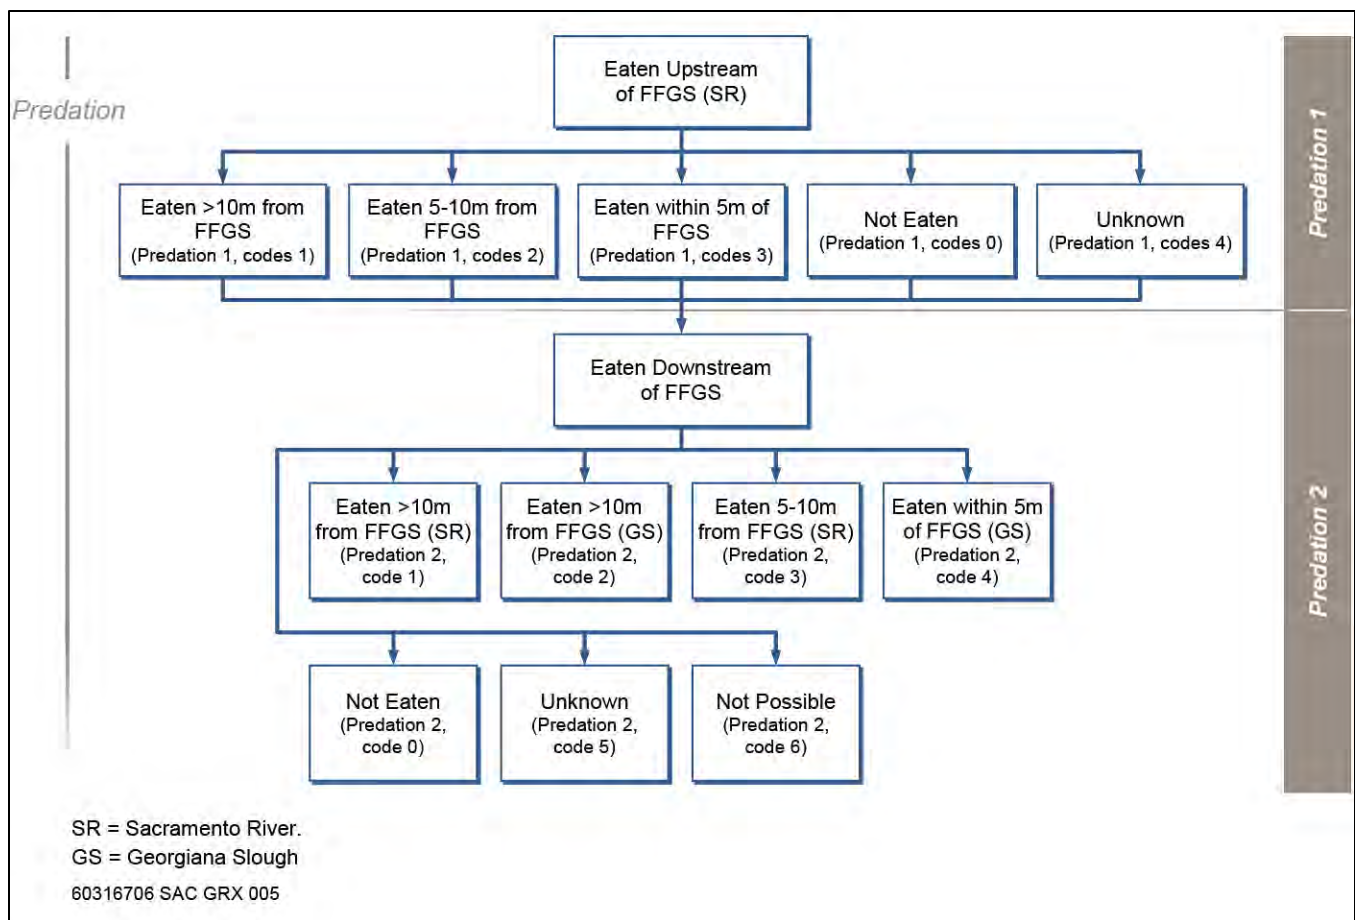 Predation
Eaten Upstream
of FFGS (SR)
Predation 1
Eaten >10m from
FFGS
(Predation 1, codes 1)
Eaten 5-10m from
FFGS
(Predation 1, codes 2)
Eaten within 5m of
FFGS
(Predation 1, codes 3)
Not Eaten
(Predation 1, codes 0)
Unknown
(Predation 1, codes 4)
Eaten Downstream
of FFGS
Predation 2
Eaten >10m
from FFGS (SR)
(Predation 2,
code 1)
Eaten >10m
from FFGS (GS)
(Predation 2,
code 2)
Eaten 5-10m
from FFGS (SR)
(Predation 2,
code 3)
Eaten within 5m
of FFGS (GS)
(Predation 2,
code 4)
Not Eaten
(Predation 2,
code 0)
Unknown
(Predation 2,
code 5)
Not Possible
(Predation 2,
code 6)
SR = Sacramento River.
GS = Georgiana Slough
60316706 SAC GRX 005